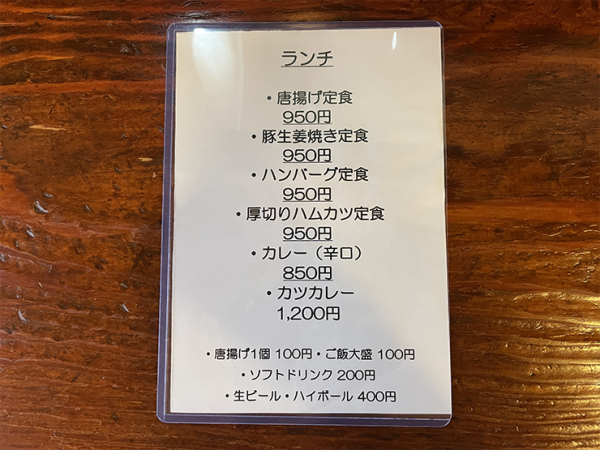 ランチ
・唐揚げ定食
950円
・豚生姜焼き定食
950円
・ハンバーグ定食
950円
・厚切りハムカツ定食
950円
・カレー（辛口）
850円
・カツカレー
1,200円
・唐揚げ1個 100円・ご飯大盛 100円
・ソフトドリンク 200円
・生ビール・ハイボール 400円